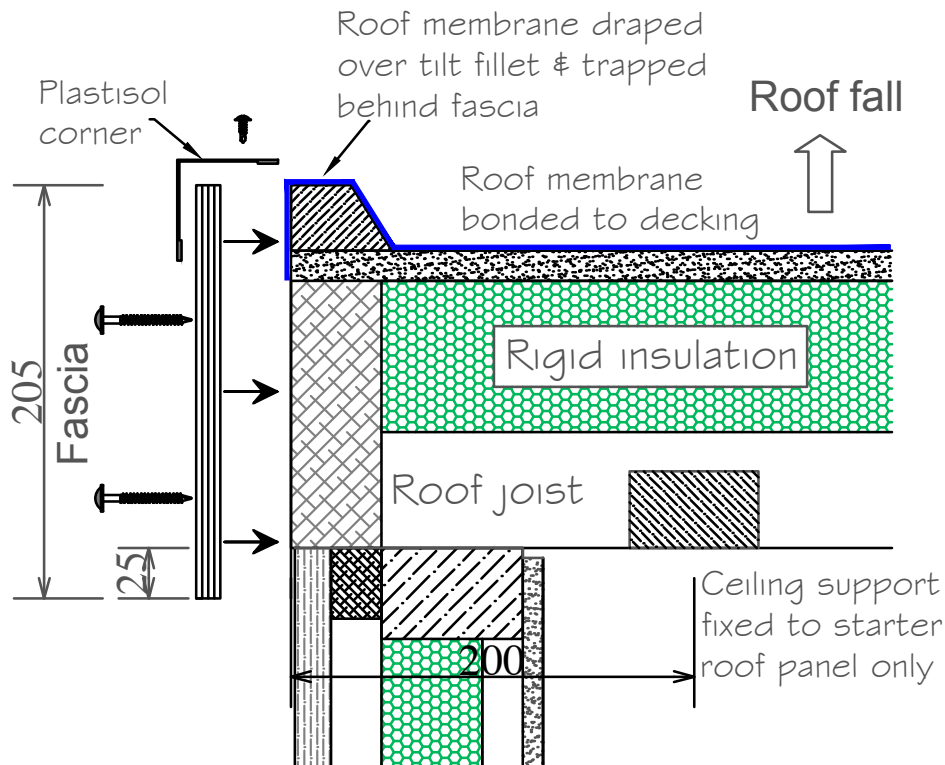 Roof membrane draped
over tilt fillet & trapped
behind fascia
Plastisol
corner
Roof fall
Roof membrane
bonded to decking
205
Fascia
Rigid insulation
Roof joist
25
Ceiling support
fixed to starter
roof panel only
200